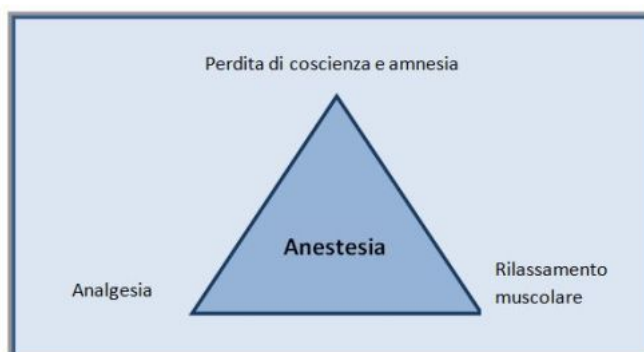 Perdita di coscienza e amnesia
Anestesia
Analgesia
Rilassamento
muscolare